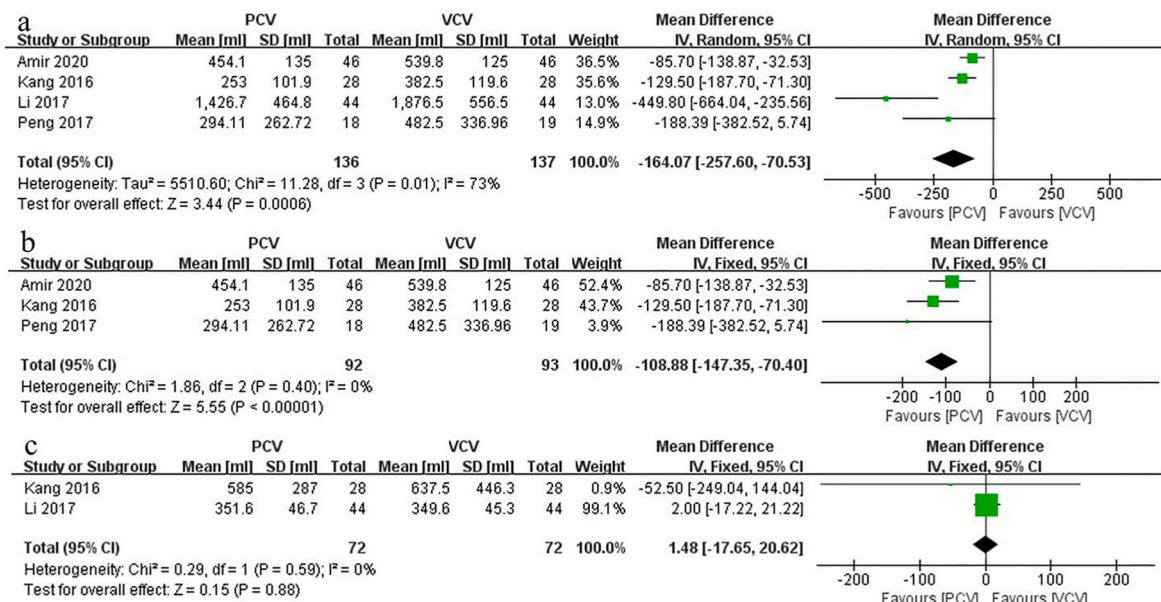 a
PCV VCV Mean Difference Mean Difference
Study or Subgroup Mean [ml] SD [ml] Total Mean [ml] SD [ml] Total Weight IV, Random, 95% CI IV, Random, 95% CI
Amir 2020 454.1 135 46 539.8 125 46 36.5% -85.70 [-138.87, -32.53]
Kang 2016 253 101.9 28 382.5 119.6 28 35.6% -129.50 [-187.70, -71.30]
Li 2017 1,426.7 464.8 44 1,876.5 556.5 44 13.0% -449.80 [-664.04, -235.56]
Peng 2017 294.11 262.72 18 482.5 336.96 19 14.9% -188.39 [-382.52, 5.74]
Total (95% CI) 136 137 100.0% -164.07 [-257.60, -70.53]
Heterogeneity: Tau² = 5510.60; Chi² = 11.28, df = 3 (P = 0.01); I² = 73%
Test for overall effect: Z = 3.44 (P = 0.0006)
-500 -250 0 250 500
Favours [PCV] Favours [VCV]
b
PCV VCV Mean Difference Mean Difference
Study or Subgroup Mean [ml] SD [ml] Total Mean [ml] SD [ml] Total Weight IV, Fixed, 95% CI IV, Fixed, 95% CI
Amir 2020 454.1 135 46 539.8 125 46 52.4% -85.70 [-138.87, -32.53]
Kang 2016 253 101.9 28 382.5 119.6 28 43.7% -129.50 [-187.70, -71.30]
Peng 2017 294.11 262.72 18 482.5 336.96 19 3.9% -188.39 [-382.52, 5.74]
Total (95% CI) 92 93 100.0% -108.88 [-147.35, -70.40]
Heterogeneity: Chi² = 1.86, df = 2 (P = 0.40); I² = 0%
Test for overall effect: Z = 5.55 (P < 0.00001)
-200 -100 0 100 200
Favours [PCV] Favours [VCV]
c
PCV VCV Mean Difference Mean Difference
Study or Subgroup Mean [ml] SD [ml] Total Mean [ml] SD [ml] Total Weight IV, Fixed, 95% CI IV, Fixed, 95% CI
Kang 2016 585 287 28 637.5 446.3 28 0.9% -52.50 [-249.04, 144.04]
Li 2017 351.6 46.7 44 349.6 45.3 44 99.1% 2.00 [-17.22, 21.22]
Total (95% CI) 72 72 100.0% 1.48 [-17.65, 20.62]
Heterogeneity: Chi² = 0.29, df = 1 (P = 0.59); I² = 0%
Test for overall effect: Z = 0.15 (P = 0.88)
-200 -100 0 100 200
Favours [PCV] Favours [VCV]